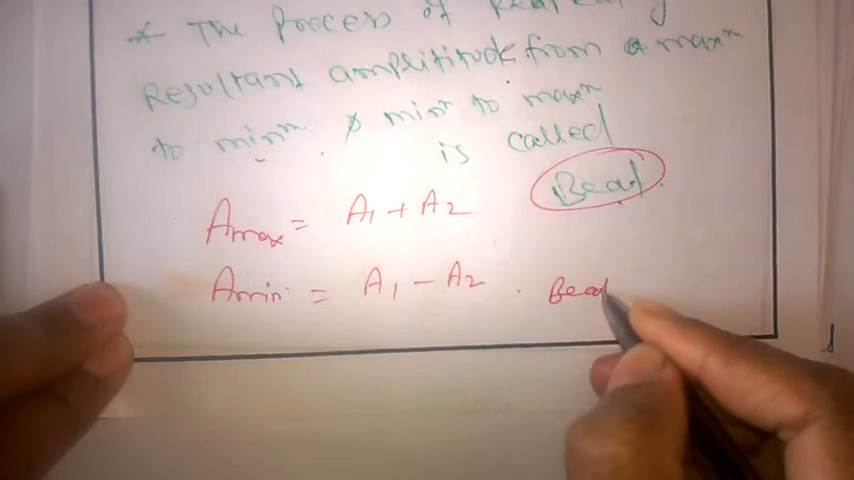 * The Process of
Resultant amplititude from a maxᵐ
to minᵐ. & minᵐ to maxᵐ
is called
Beat.
Amax = A₁ + A₂
Amin = A₁ − A₂ . Beat
d